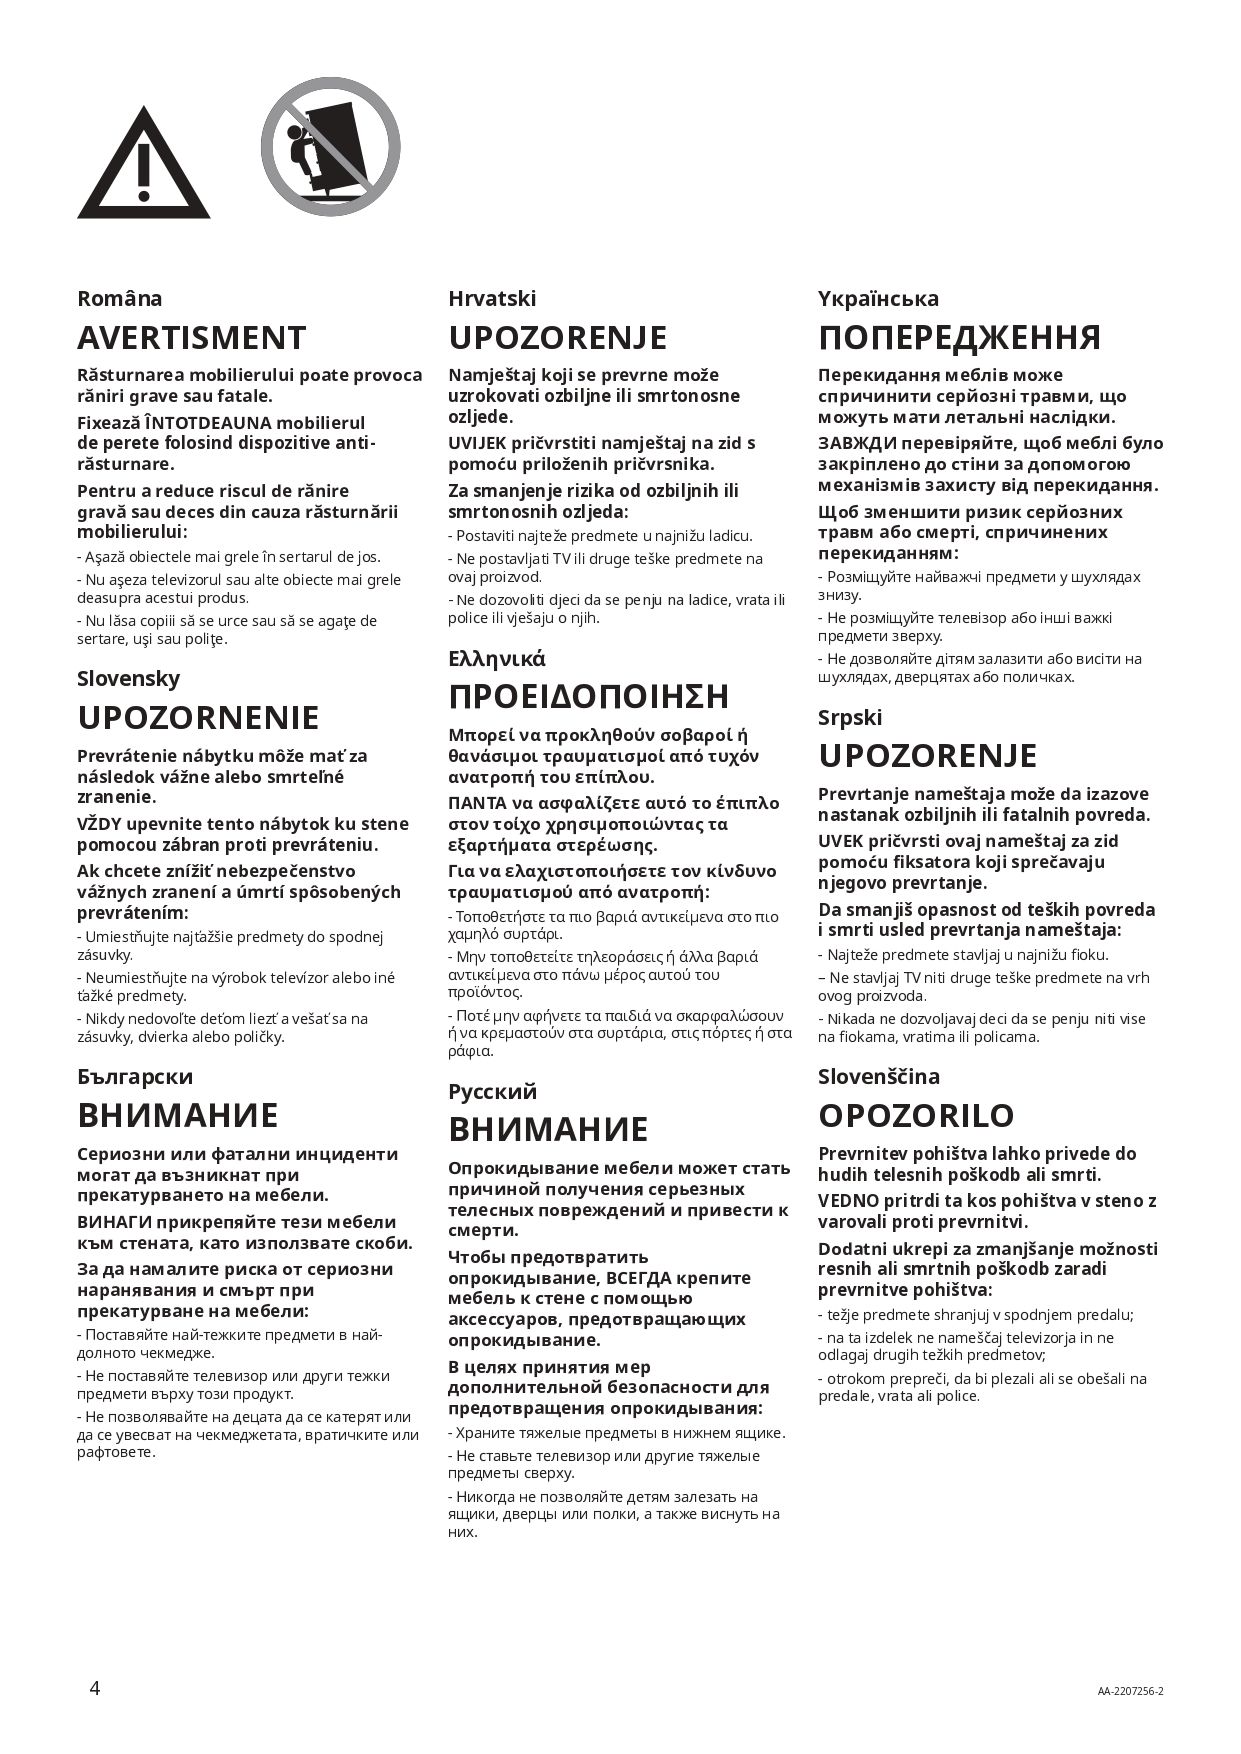 Româna
AVERTISMENT
Răsturnarea mobilierului poate provoca
răniri grave sau fatale.
Fixează ÎNTOTDEAUNA mobilierul
de perete folosind dispozitive anti-
răsturnare.
Pentru a reduce riscul de rănire
gravă sau deces din cauza răsturnării
mobilierului:
- Aşază obiectele mai grele în sertarul de jos.
- Nu aşeza televizorul sau alte obiecte mai grele
deasupra acestui produs.
- Nu lăsa copiii să se urce sau să se agaţe de
sertare, uşi sau poliţe.
Slovensky
UPOZORNENIE
Prevrátenie nábytku môže mať za
následok vážne alebo smrteľné
zranenie.
VŽDY upevnite tento nábytok ku stene
pomocou zábran proti prevráteniu.
Ak chcete znížiť nebezpečenstvo
vážnych zranení a úmrtí spôsobených
prevrátením:
- Umiestňujte najťažšie predmety do spodnej
zásuvky.
- Neumiestňujte na výrobok televízor alebo iné
ťažké predmety.
- Nikdy nedovoľte deťom liezť a vešať sa na
zásuvky, dvierka alebo poličky.
Български
ВНИМАНИЕ
Сериозни или фатални инциденти
могат да възникнат при
прекатурването на мебели.
ВИНАГИ прикрепяйте тези мебели
към стената, като използвате скоби.
За да намалите риска от сериозни
наранявания и смърт при
прекатурване на мебели:
- Поставяйте най-тежките предмети в най-
долното чекмедже.
- Не поставяйте телевизор или други тежки
предмети върху този продукт.
- Не позволявайте на децата да се катерят или
да се увесват на чекмеджетата, вратичките или
рафтовете.
Hrvatski
UPOZORENJE
Namještaj koji se prevrne može
uzrokovati ozbiljne ili smrtonosne
ozljede.
UVIJEK pričvrstiti namještaj na zid s
pomoću priloženih pričvrsnika.
Za smanjenje rizika od ozbiljnih ili
smrtonosnih ozljeda:
- Postaviti najteže predmete u najnižu ladicu.
- Ne postavljati TV ili druge teške predmete na
ovaj proizvod.
- Ne dozovoliti djeci da se penju na ladice, vrata ili
police ili vješaju o njih.
Ελληνικά
ΠΡΟΕΙΔΟΠΟΙΗΣΗ
Μπορεί να προκληθούν σοβαροί ή
θανάσιμοι τραυματισμοί από τυχόν
ανατροπή του επίπλου.
ΠΑΝΤΑ να ασφαλίζετε αυτό το έπιπλο
στον τοίχο χρησιμοποιώντας τα
εξαρτήματα στερέωσης.
Για να ελαχιστοποιήσετε τον κίνδυνο
τραυματισμού από ανατροπή:
- Τοποθετήστε τα πιο βαριά αντικείμενα στο πιο
χαμηλό συρτάρι.
- Μην τοποθετείτε τηλεοράσεις ή άλλα βαριά
αντικείμενα στο πάνω μέρος αυτού του
προϊόντος.
- Ποτέ μην αφήνετε τα παιδιά να σκαρφαλώσουν
ή να κρεμαστούν στα συρτάρια, στις πόρτες ή στα
ράφια.
Русский
ВНИМАНИЕ
Опрокидывание мебели может стать
причиной получения серьезных
телесных повреждений и привести к
смерти.
Чтобы предотвратить
опрокидывание, ВСЕГДА крепите
мебель к стене с помощью
аксессуаров, предотвращающих
опрокидывание.
В целях принятия мер
дополнительной безопасности для
предотвращения опрокидывания:
- Храните тяжелые предметы в нижнем ящике.
- Не ставьте телевизор или другие тяжелые
предметы сверху.
- Никогда не позволяйте детям залезать на
ящики, дверцы или полки, а также виснуть на
них.
Yкраїнська
ПОПЕРЕДЖЕННЯ
Перекидання меблів може
спричинити серйозні травми, що
можуть мати летальні наслідки.
ЗАВЖДИ перевіряйте, щоб меблі було
закріплено до стіни за допомогою
механізмів захисту від перекидання.
Щоб зменшити ризик серйозних
травм або смерті, спричинених
перекиданням:
- Розміщуйте найважчі предмети у шухлядах
знизу.
- Не розміщуйте телевізор або інші важкі
предмети зверху.
- Не дозволяйте дітям залазити або висіти на
шухлядах, дверцятах або поличках.
Srpski
UPOZORENJE
Prevrtanje nameštaja može da izazove
nastanak ozbiljnih ili fatalnih povreda.
UVEK pričvrsti ovaj nameštaj za zid
pomoću fiksatora koji sprečavaju
njegovo prevrtanje.
Da smanjiš opasnost od teških povreda
i smrti usled prevrtanja nameštaja:
- Najteže predmete stavljaj u najnižu fioku.
– Ne stavljaj TV niti druge teške predmete na vrh
ovog proizvoda.
- Nikada ne dozvoljavaj deci da se penju niti vise
na fiokama, vratima ili policama.
Slovenščina
OPOZORILO
Prevrnitev pohištva lahko privede do
hudih telesnih poškodb ali smrti.
VEDNO pritrdi ta kos pohištva v steno z
varovali proti prevrnitvi.
Dodatni ukrepi za zmanjšanje možnosti
resnih ali smrtnih poškodb zaradi
prevrnitve pohištva:
- težje predmete shranjuj v spodnjem predalu;
- na ta izdelek ne nameščaj televizorja in ne
odlagaj drugih težkih predmetov;
- otrokom prepreči, da bi plezali ali se obešali na
predale, vrata ali police.
4
AA-2207256-2